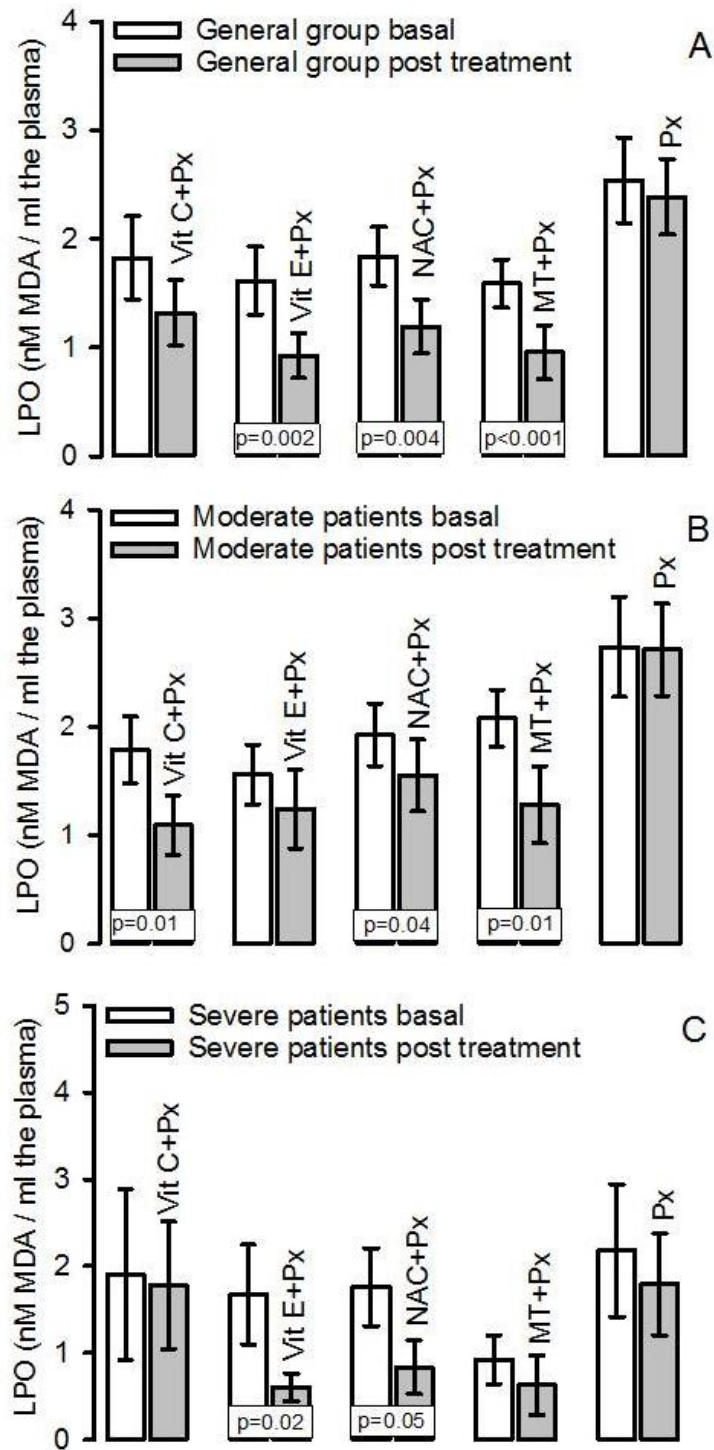 General group basal
General group post treatment
A
LPO (nM MDA / ml the plasma)
4
3
2
1
0
Vit C+Px
Vit E+Px
NAC+Px
MT+Px
Px
p=0.002
p=0.004
p<0.001
Moderate patients basal
Moderate patients post treatment
B
LPO (nM MDA / ml the plasma)
4
3
2
1
0
Vit C+Px
Vit E+Px
NAC+Px
MT+Px
Px
p=0.01
p=0.04
p=0.01
Severe patients basal
Severe patients post treatment
C
LPO (nM MDA / ml the plasma)
5
4
3
2
1
0
Vit C+Px
Vit E+Px
NAC+Px
MT+Px
Px
p=0.02
p=0.05